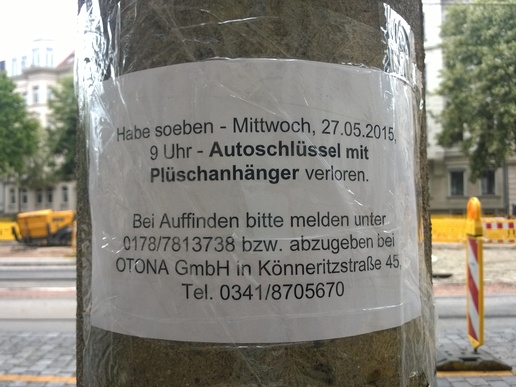 Habe soeben - Mittwoch, 27.05.2015,
9 Uhr - Autoschlüssel mit
Plüschanhänger verloren.
Bei Auffinden bitte melden unter
0178/7813738 bzw. abzugeben bei
OTONA GmbH in Könneritzstraße 45,
Tel. 0341/8705670